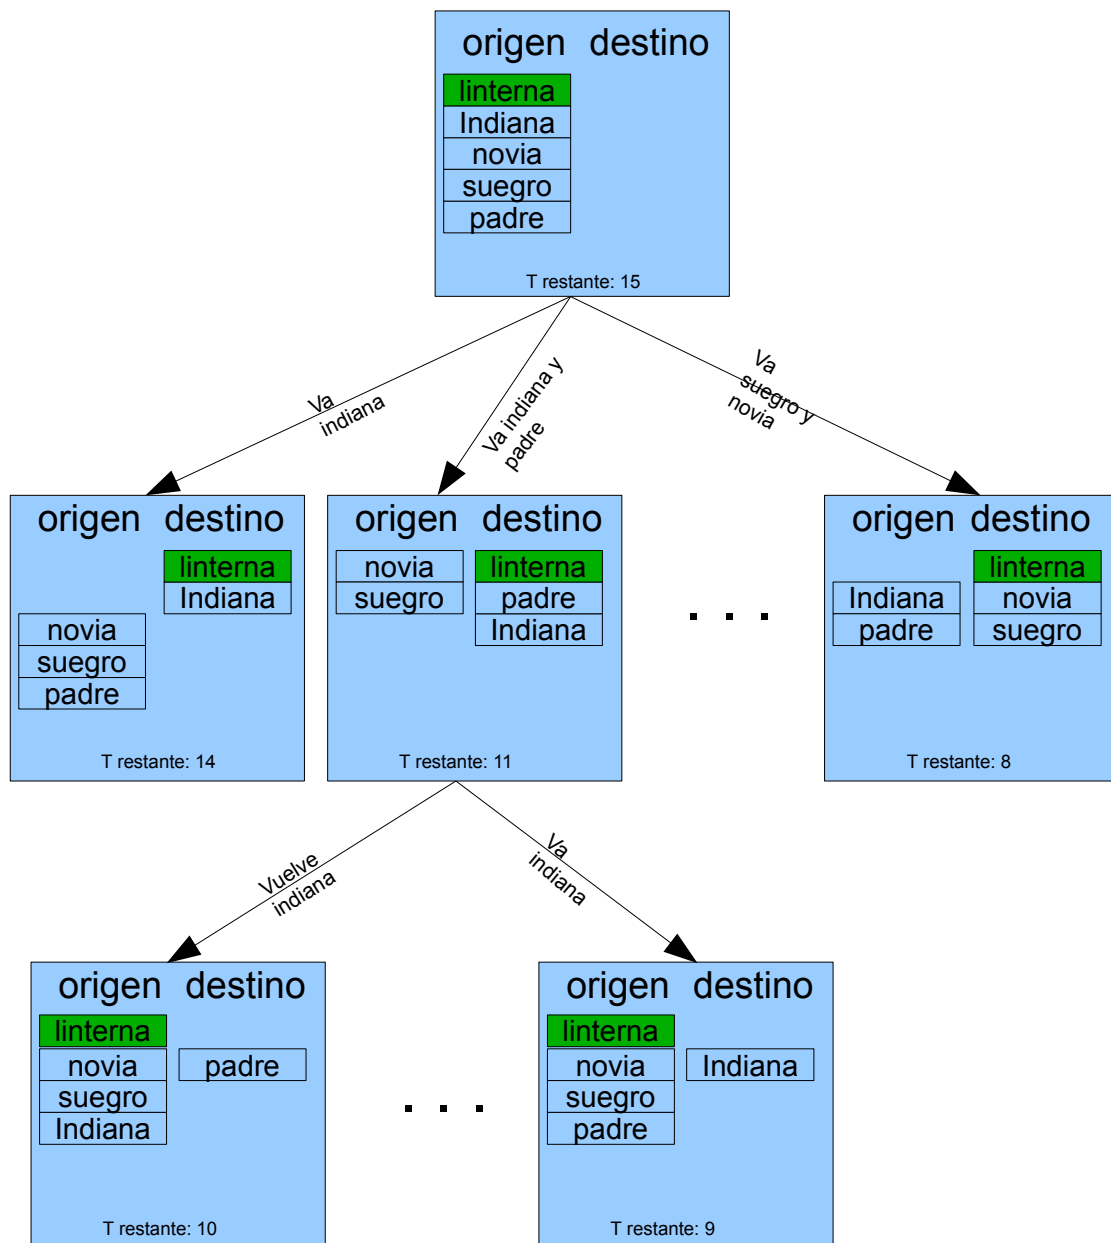 origen destino
linterna
Indiana
novia
suegro
padre
T restante: 15
Va
indiana
Va indiana y
padre
Va
suegro y
novia
origen destino
linterna
Indiana
novia
suegro
padre
T restante: 14
origen destino
novia linterna
suegro padre
Indiana
T restante: 11
. . .
origen destino
linterna
Indiana novia
padre suegro
T restante: 8
Vuelve
indiana
Va
indiana
origen destino
linterna
novia padre
suegro
Indiana
T restante: 10
. . .
origen destino
linterna
novia Indiana
suegro
padre
T restante: 9